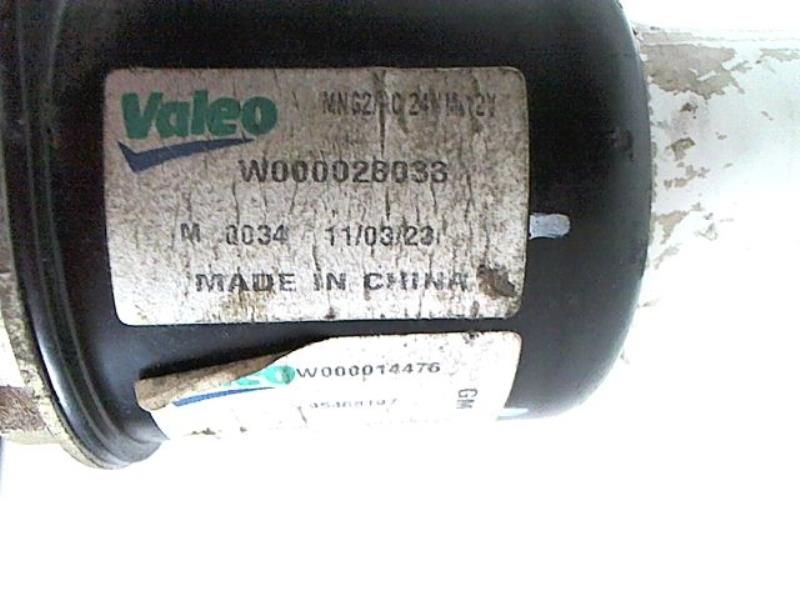 Valeo
W000028033
M 0034 11/03/23
MADE IN CHINA
W000014476
GM